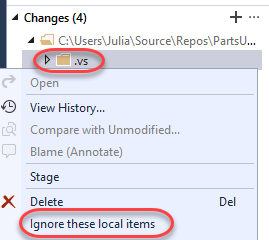 Changes (4)
C:\Users\Julia\Source\Repos\PartsU...
.vs
Open
View History...
Compare with Unmodified...
Blame (Annotate)
Stage
Delete Del
Ignore these local items